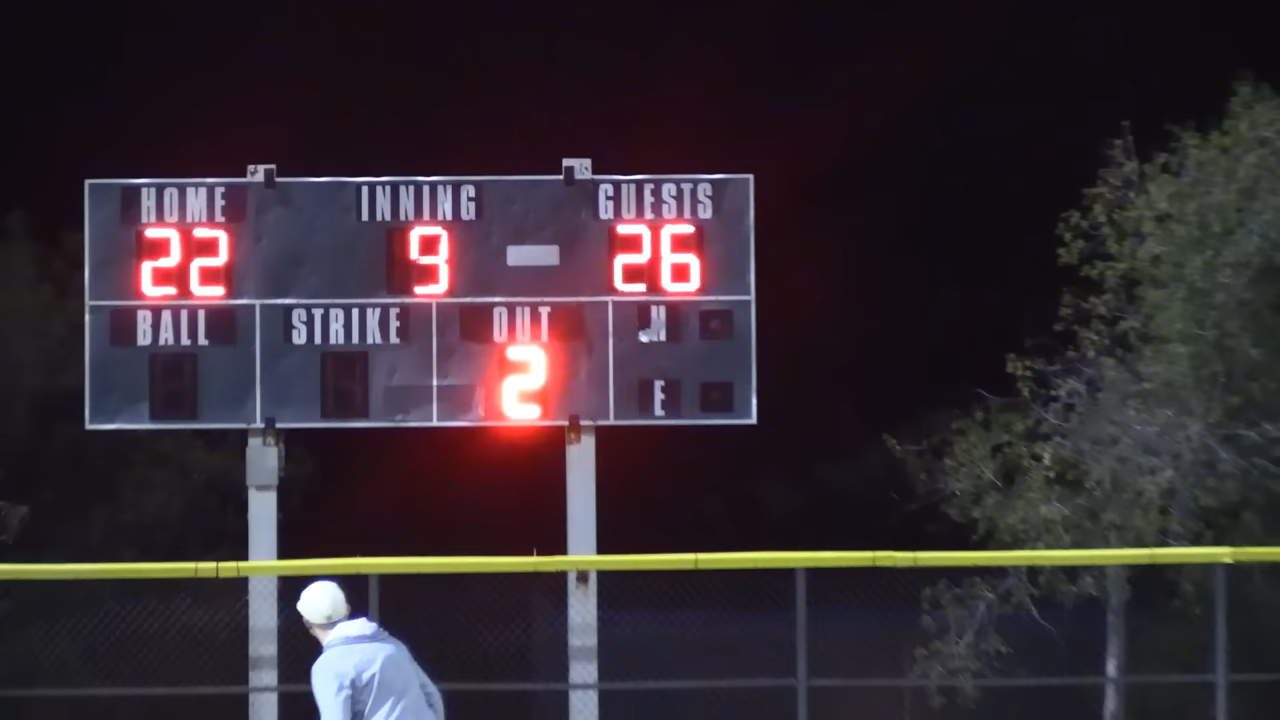 HOME INNING GUESTS
22 9 26
BALL STRIKE OUT H
2
E